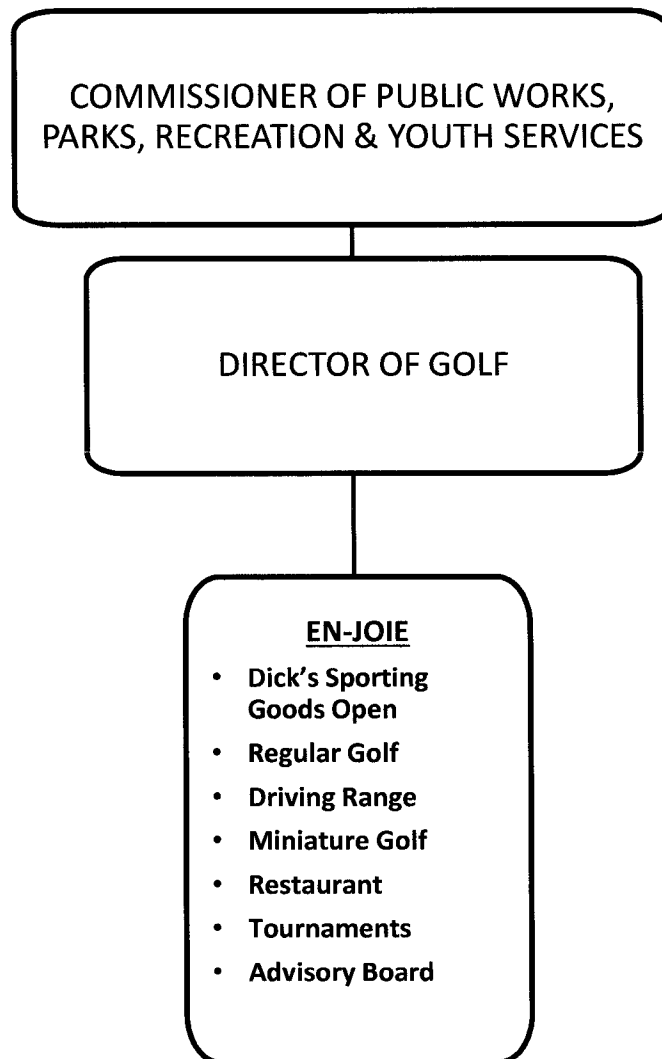 COMMISSIONER OF PUBLIC WORKS,
PARKS, RECREATION & YOUTH SERVICES
DIRECTOR OF GOLF
EN-JOIE
• Dick's Sporting
Goods Open
• Regular Golf
• Driving Range
• Miniature Golf
• Restaurant
• Tournaments
• Advisory Board